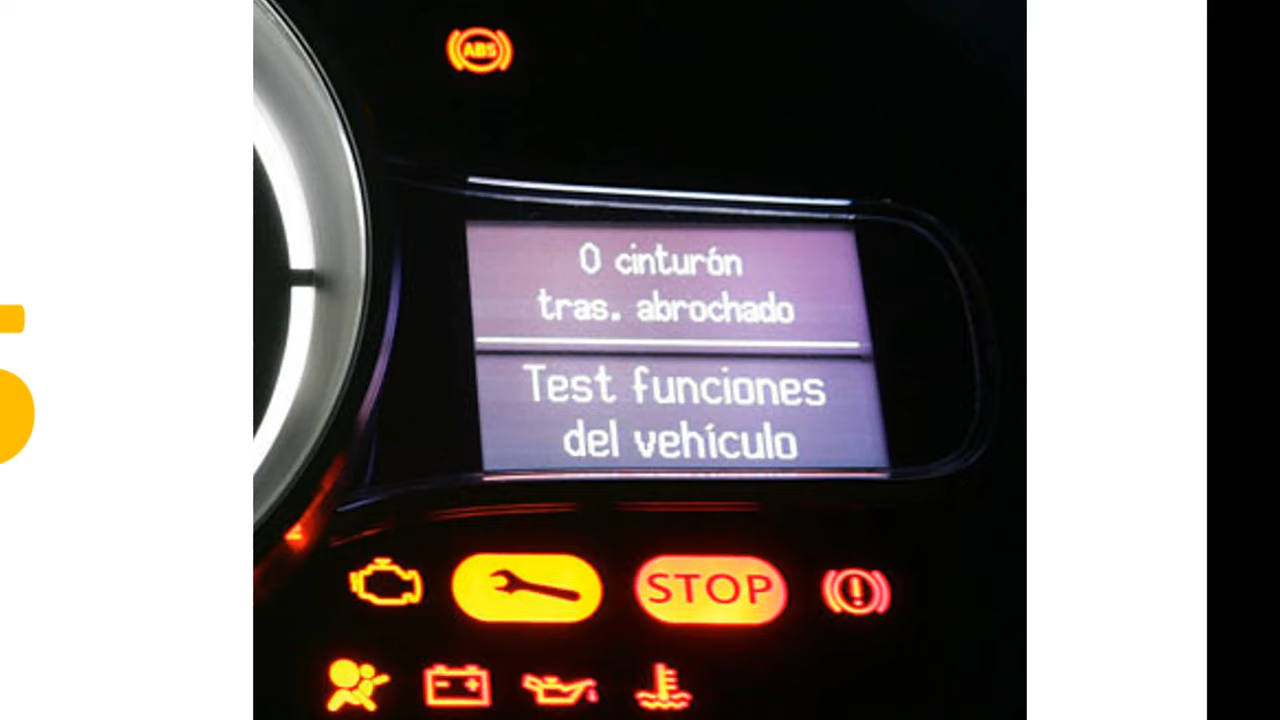 ABS
0 cinturón
tras. abrochado
Test funciones
del vehículo
STOP